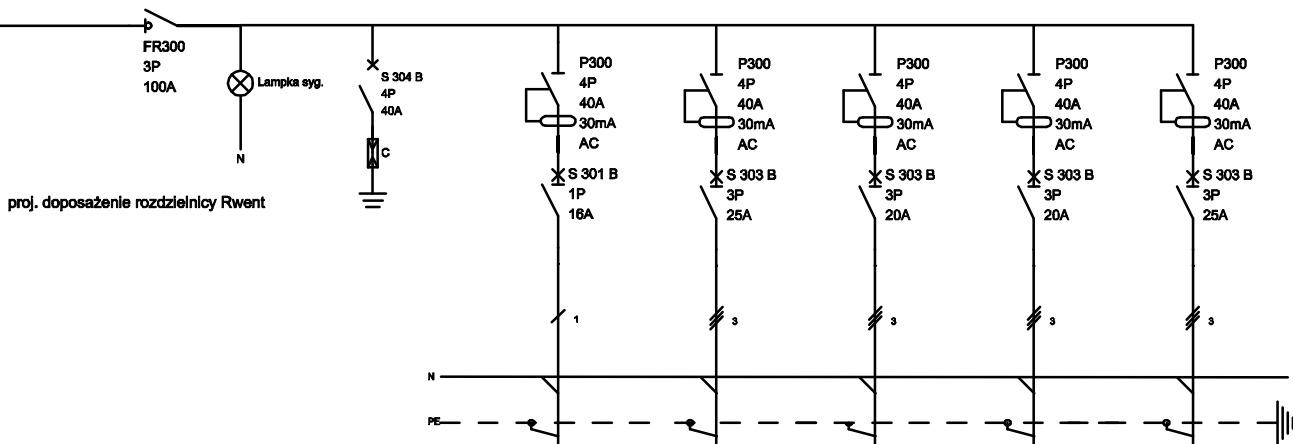 FR300
3P
100A
Lampka syg.
N
S 304 B
4P
40A
C
proj. doposażenie rozdzielnicy Rwent
P300
4P
40A
30mA
AC
S 301 B
1P
16A
1
P300
4P
40A
30mA
AC
S 303 B
3P
25A
3
P300
4P
40A
30mA
AC
S 303 B
3P
20A
3
P300
4P
40A
30mA
AC
S 303 B
3P
20A
3
P300
4P
40A
30mA
AC
S 303 B
3P
25A
3
N
PE